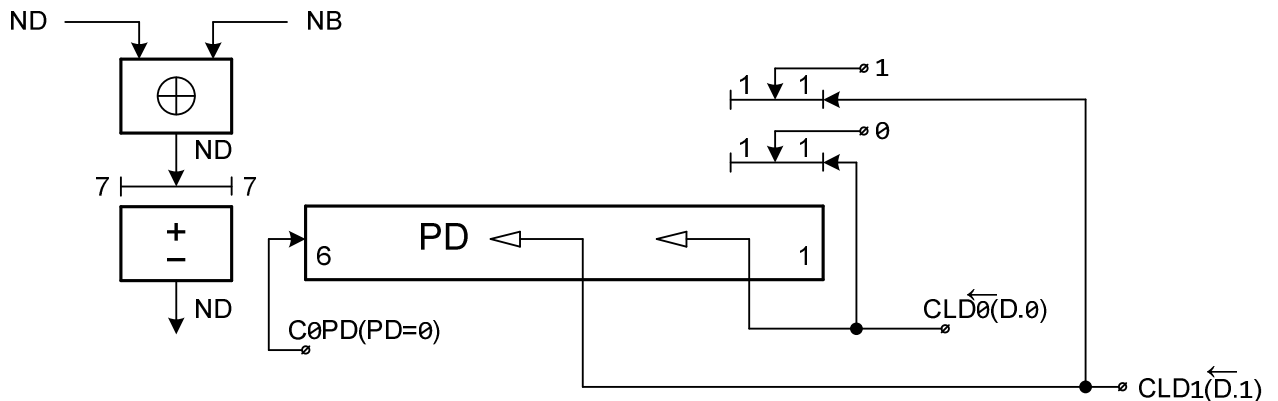 ND NB
1
1 1
ND
0
1 1
7 7
+
−
PD
6 1
ND
C0PD(PD=0)
CLD0(D.0)
CLD1(D.1)